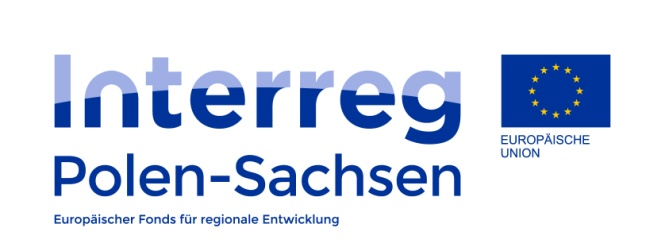 Interreg
Polen-Sachsen
Europäischer Fonds für regionale Entwicklung
EUROPÄISCHE
UNION